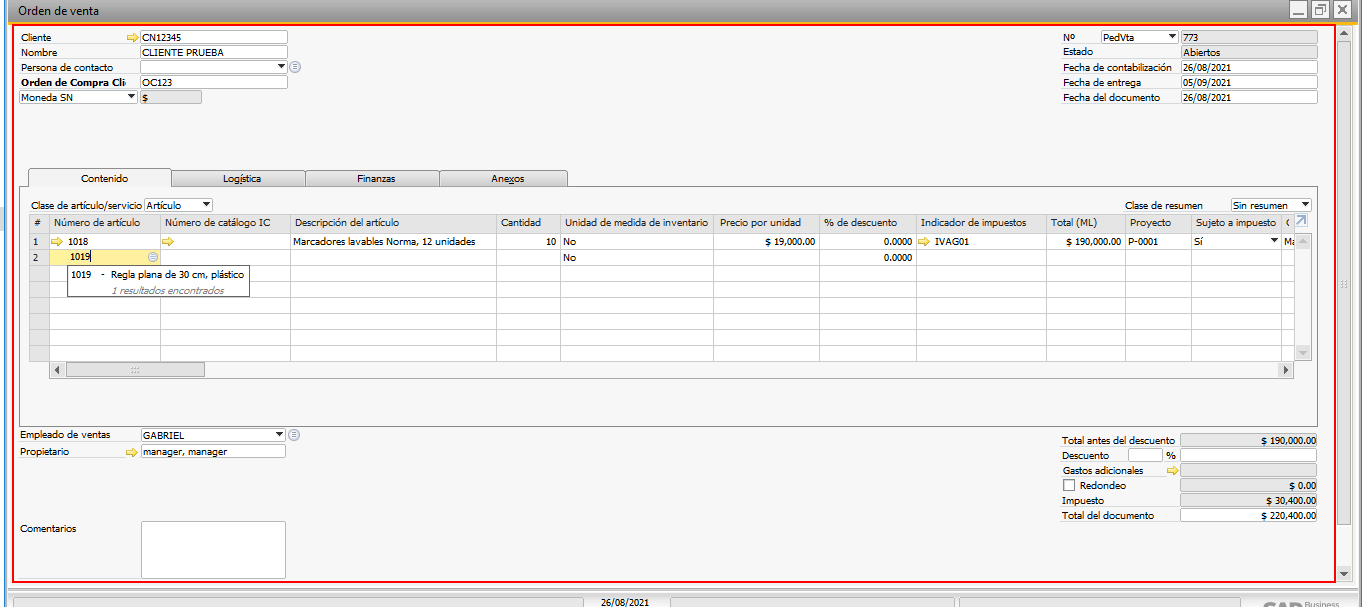 Orden de venta
Cliente CN12345
Nombre CLIENTE PRUEBA
Persona de contacto
Orden de Compra Cli OC123
Moneda SN $
Nº PedVta 773
Estado Abiertos
Fecha de contabilización 26/08/2021
Fecha de entrega 05/09/2021
Fecha del documento 26/08/2021
Contenido Logística Finanzas Anexos
Clase de artículo/servicio Artículo Clase de resumen Sin resumen
# Número de artículo Número de catálogo IC Descripción del artículo Cantidad Unidad de medida de inventario Precio por unidad % de descuento Indicador de impuestos Total (ML) Proyecto Sujeto a impuesto
1 1018 Marcadores lavables Norma, 12 unidades 10 No $ 19,000.00 0.0000 IVAG01 $ 190,000.00 P-0001 Sí Ma
2 1019 No 0.0000
1019 - Regla plana de 30 cm, plástico
1 resultados encontrados
Empleado de ventas GABRIEL
Propietario manager, manager
Comentarios
Total antes del descuento $ 190,000.00
Descuento %
Gastos adicionales
Redondeo $ 0.00
Impuesto $ 30,400.00
Total del documento $ 220,400.00
26/08/2021
Business